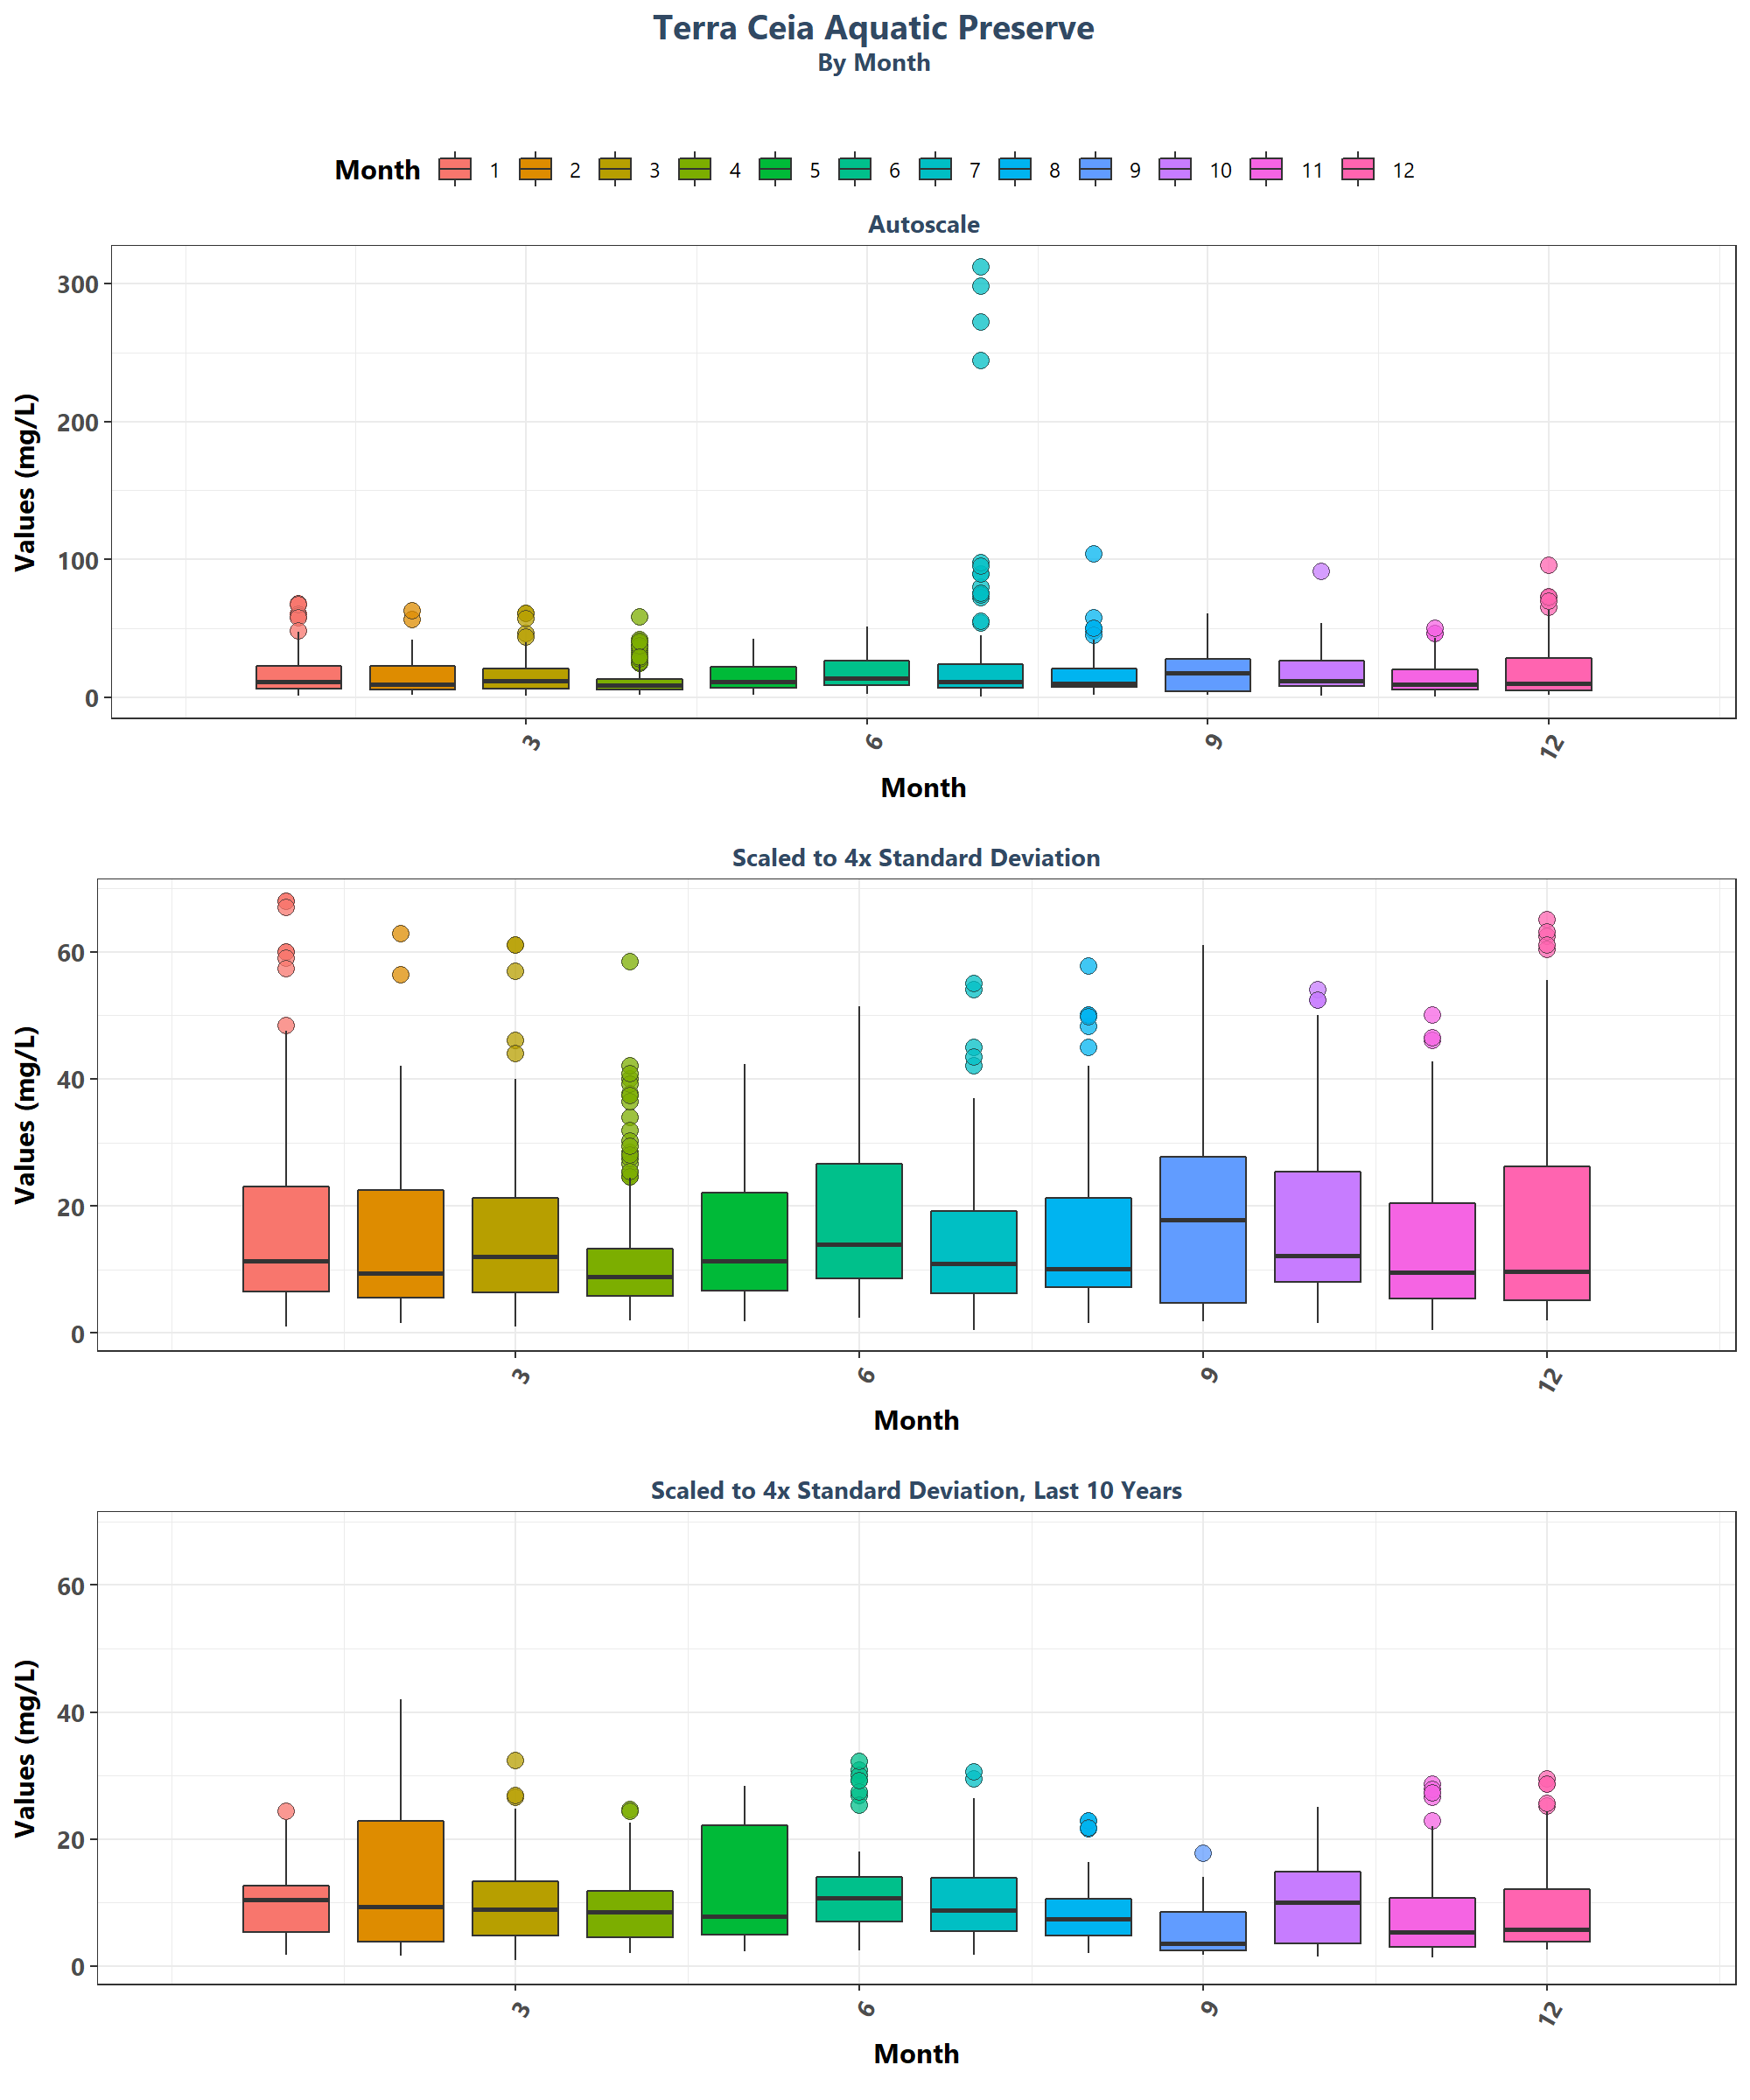 Terra Ceia Aquatic Preserve
By Month
Month 1 2 3 4 5 6 7 8 9 10 11 12
Autoscale
Values (mg/L)
300
200
100
0
3 6 9 12
Month
Scaled to 4x Standard Deviation
Values (mg/L)
60
40
20
0
3 6 9 12
Month
Scaled to 4x Standard Deviation, Last 10 Years
Values (mg/L)
60
40
20
0
3 6 9 12
Month